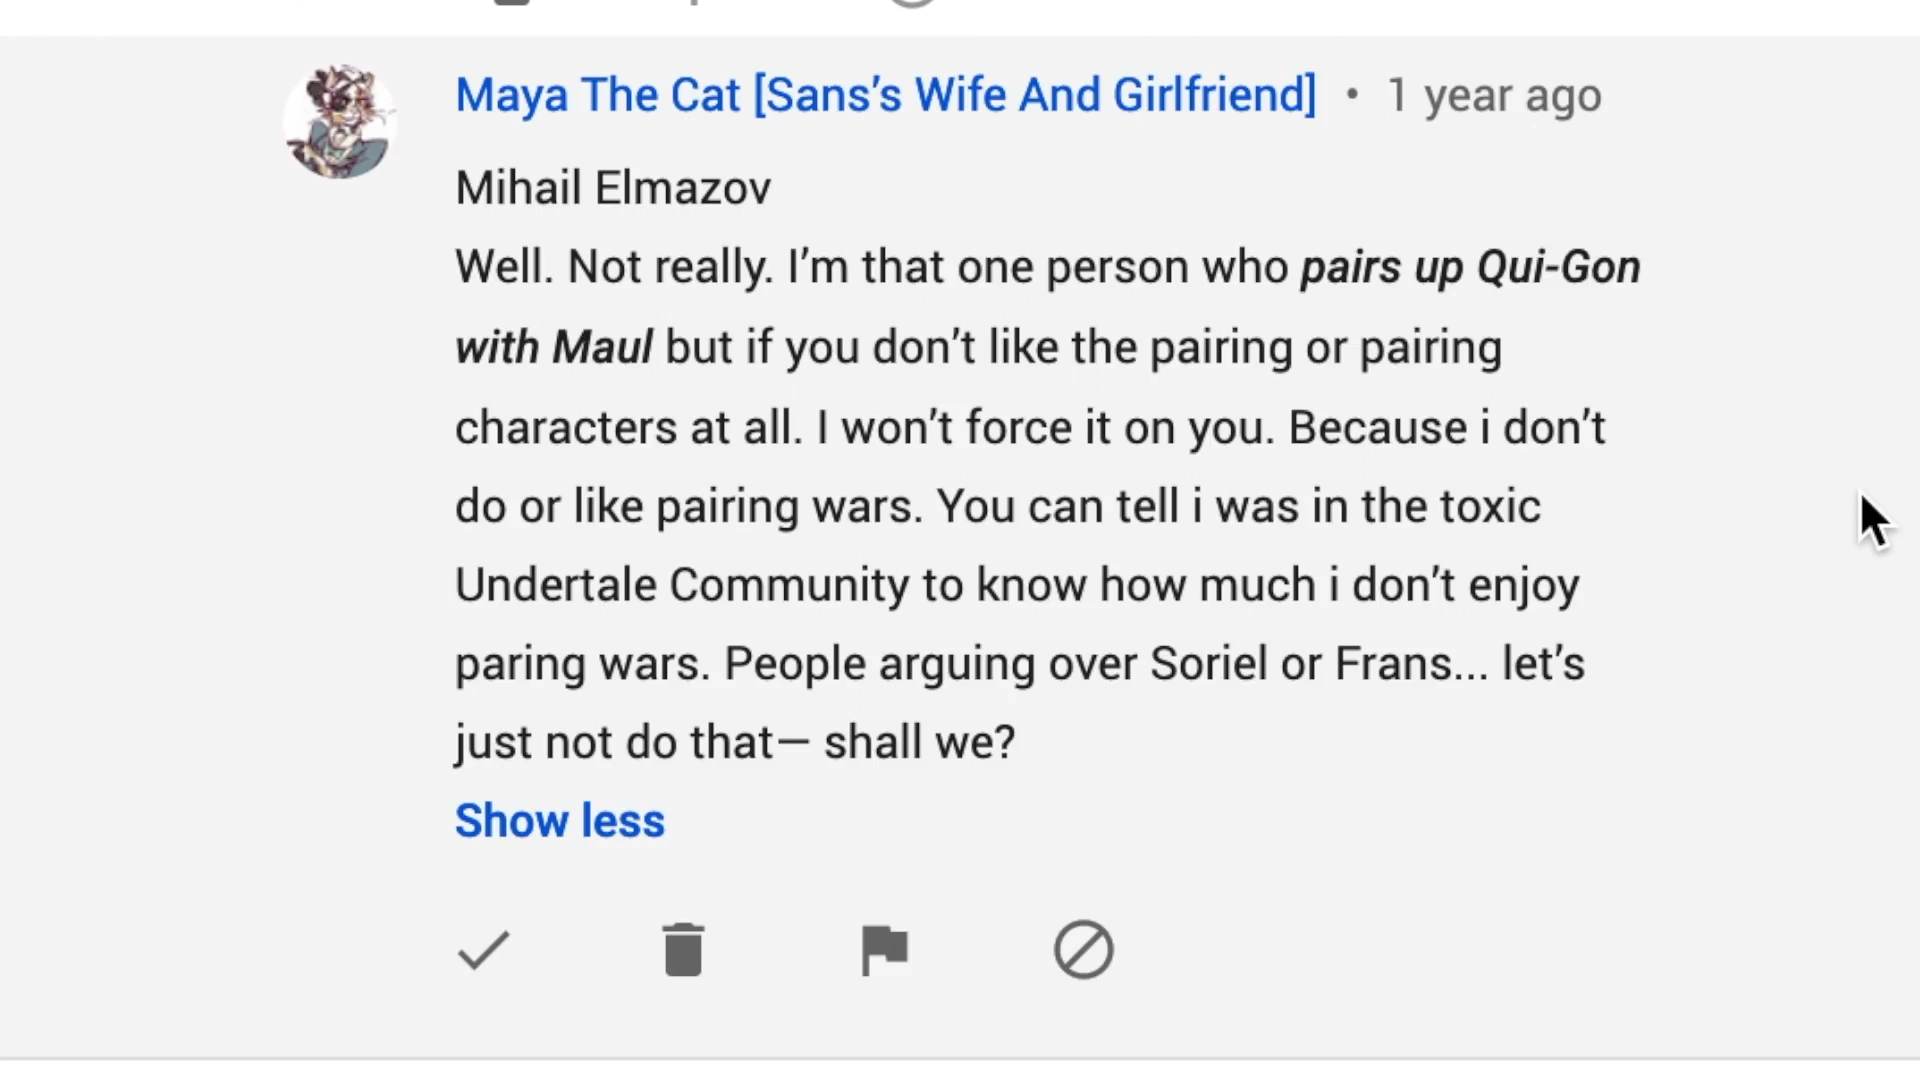 Maya The Cat [Sans’s Wife And Girlfriend] • 1 year ago
Mihail Elmazov
Well. Not really. I’m that one person who pairs up Qui-Gon
with Maul but if you don’t like the pairing or pairing
characters at all. I won’t force it on you. Because i don’t
do or like pairing wars. You can tell i was in the toxic
Undertale Community to know how much i don’t enjoy
paring wars. People arguing over Soriel or Frans... let’s
just not do that— shall we?
Show less